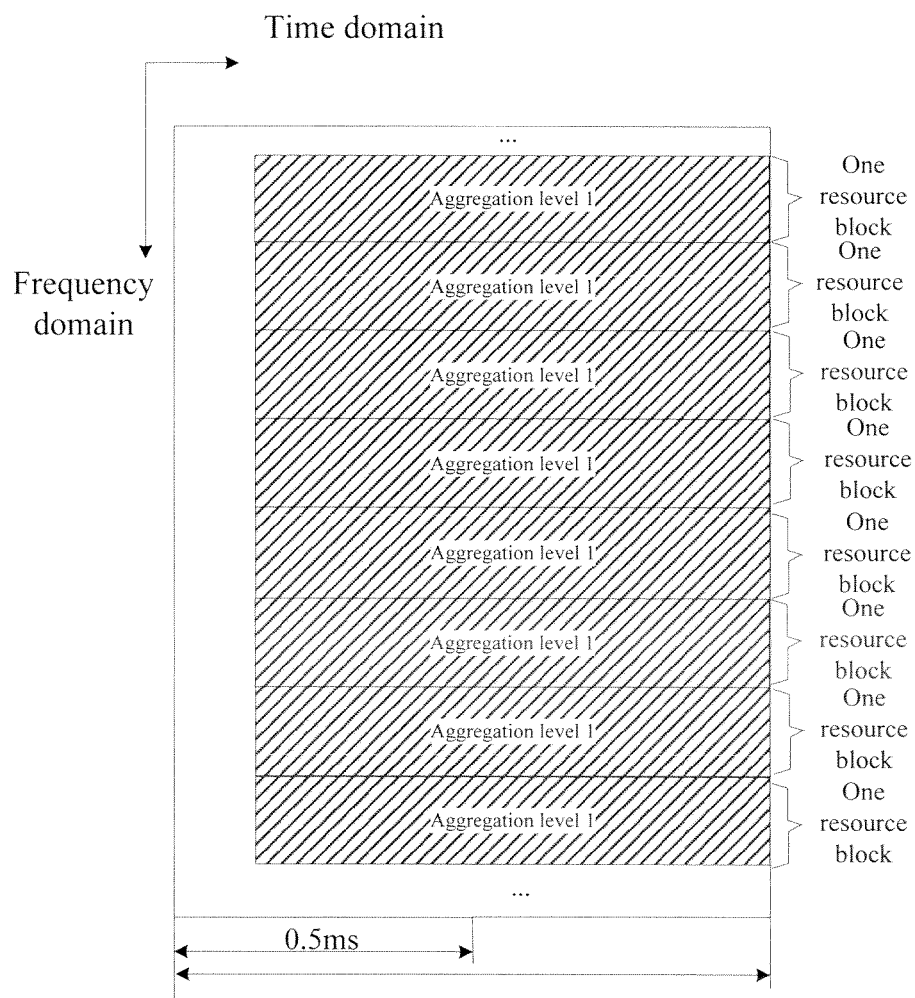 Time domain
Frequency
domain
...
Aggregation level 1
One
resource
block
Aggregation level 1
One
resource
block
Aggregation level 1
One
resource
block
Aggregation level 1
One
resource
block
Aggregation level 1
One
resource
block
Aggregation level 1
One
resource
block
Aggregation level 1
One
resource
block
Aggregation level 1
One
resource
block
...
0.5ms